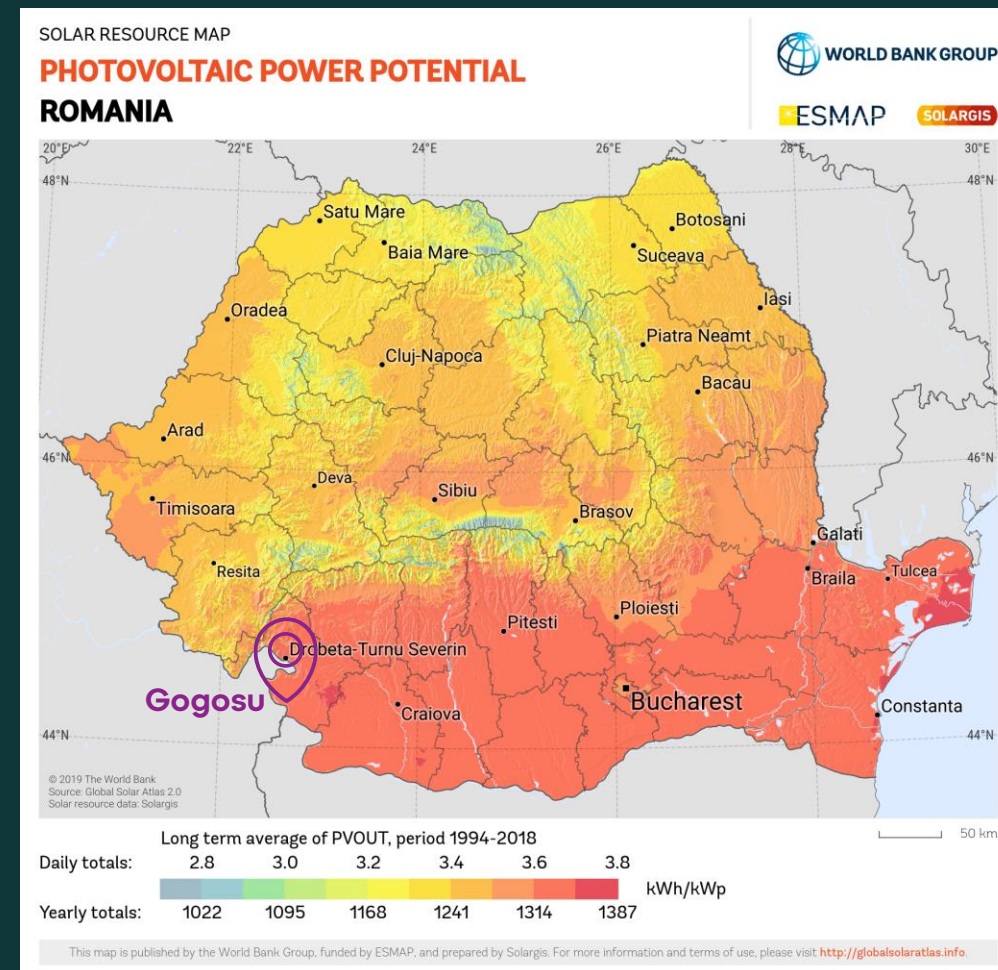 SOLAR RESOURCE MAP
PHOTOVOLTAIC POWER POTENTIAL
ROMANIA
WORLD BANK GROUP
ESMAP
SOLARGIS
20°E
22°E
24°E
26°E
28°E
30°E
48°N
48°N
Satu Mare
Botosani
Baia Mare
Suceava
Oradea
Iasi
Piatra Neamt
Cluj-Napoca
Bacau
Arad
46°N
46°N
Deva
Sibiu
Timisoara
Brasov
Galati
Resita
Braila
Tulcea
Ploiesti
Pitesti
Drobeta-Turnu Severin
Gogosu
Bucharest
Craiova
Constanta
44°N
44°N
© 2019 The World Bank
Source: Global Solar Atlas 2.0
Solar resource data: Solargis
Long term average of PVOUT, period 1994-2018
50 km
Daily totals: 2.8 3.0 3.2 3.4 3.6 3.8
kWh/kWp
Yearly totals: 1022 1095 1168 1241 1314 1387
This map is published by the World Bank Group, funded by ESMAP, and prepared by Solargis. For more information and terms of use, please visit http://globalsolaratlas.info.